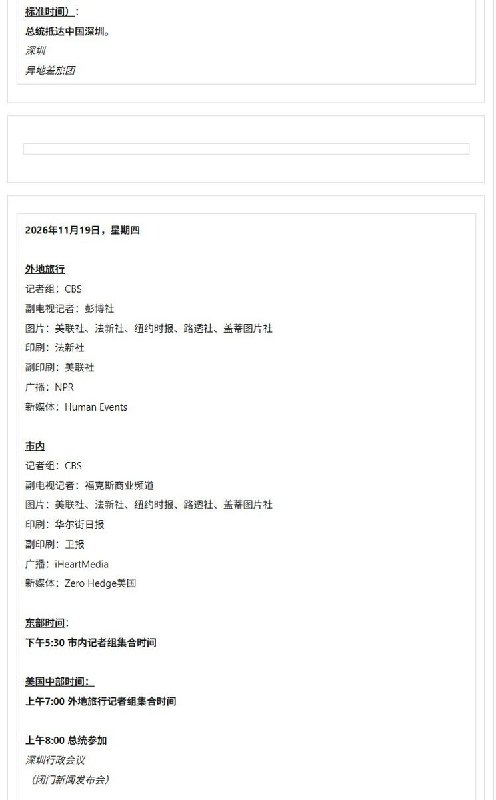 标准时间）：
总统抵达中国深圳。
深圳
异地差旅团
2026年11月19日，星期四
外地旅行
记者组：CBS
副电视记者：彭博社
图片：美联社、法新社、纽约时报、路透社、盖蒂图片社
印刷：法新社
副印刷：美联社
广播：NPR
新媒体：Human Events
市内
记者组：CBS
副电视记者：福克斯商业频道
图片：美联社、法新社、纽约时报、路透社、盖蒂图片社
印刷：华尔街日报
副印刷：卫报
广播：iHeartMedia
新媒体：Zero Hedge美国
东部时间：
下午5:30 市内记者组集合时间
美国中部时间：
上午7:00 外地旅行记者组集合时间
上午8:00 总统参加
深圳行政会议
（闭门新闻发布会）